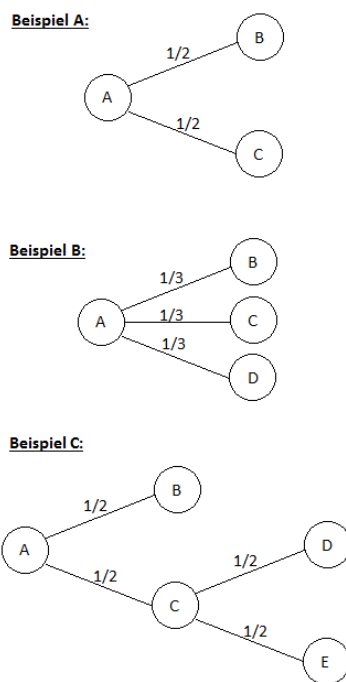 Beispiel A:
B
1/2
A
1/2
C
Beispiel B:
B
1/3
A
1/3
C
1/3
D
Beispiel C:
B
1/2
A
D
1/2
1/2
C
1/2
E